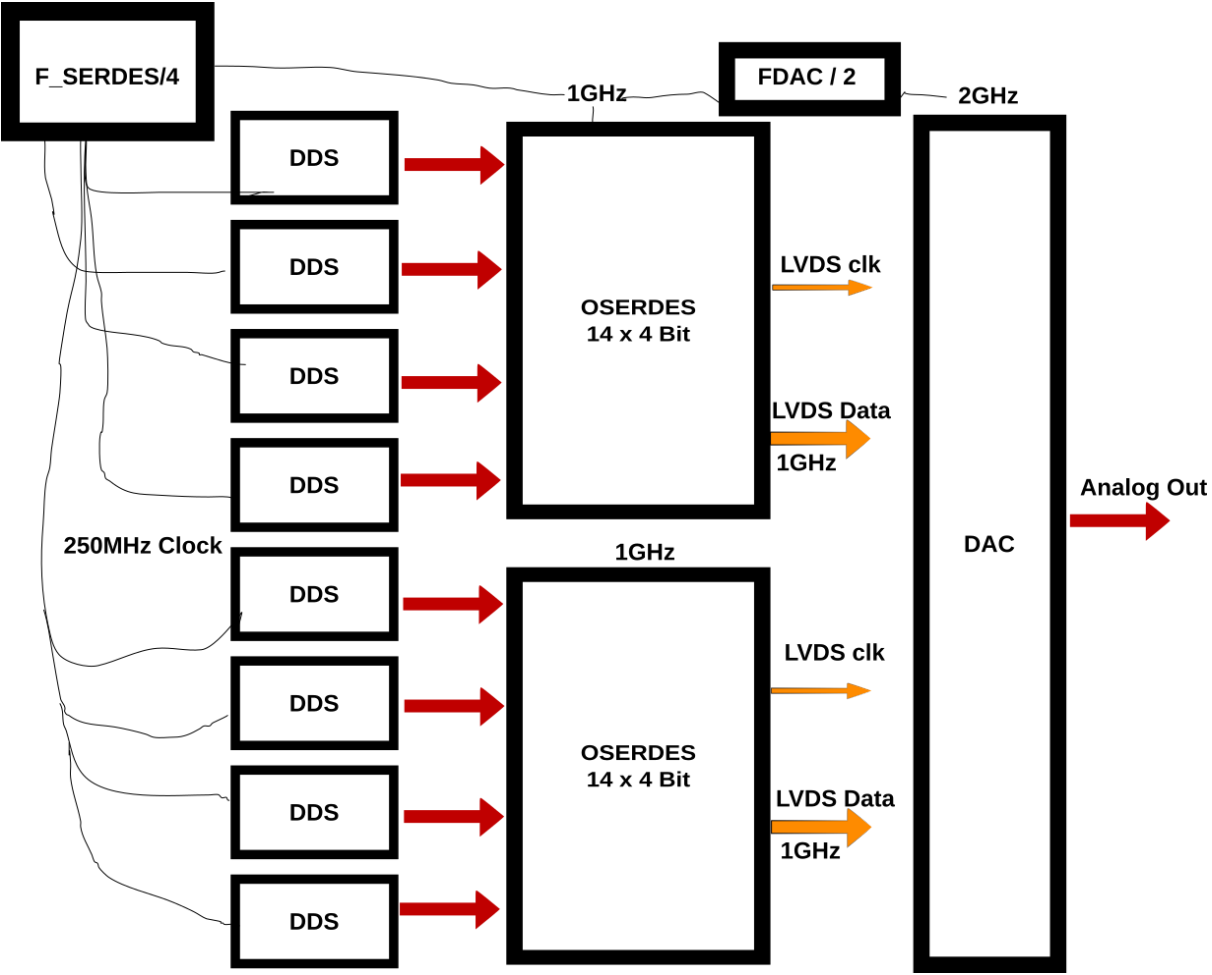 F_SERDES/4
FDAC / 2
1GHz
2GHz
DDS
DDS
DDS
DDS
250MHz Clock
DDS
DDS
DDS
DDS
OSERDES
14 x 4 Bit
LVDS clk
LVDS Data
1GHz
1GHz
OSERDES
14 x 4 Bit
LVDS clk
LVDS Data
1GHz
DAC
Analog Out